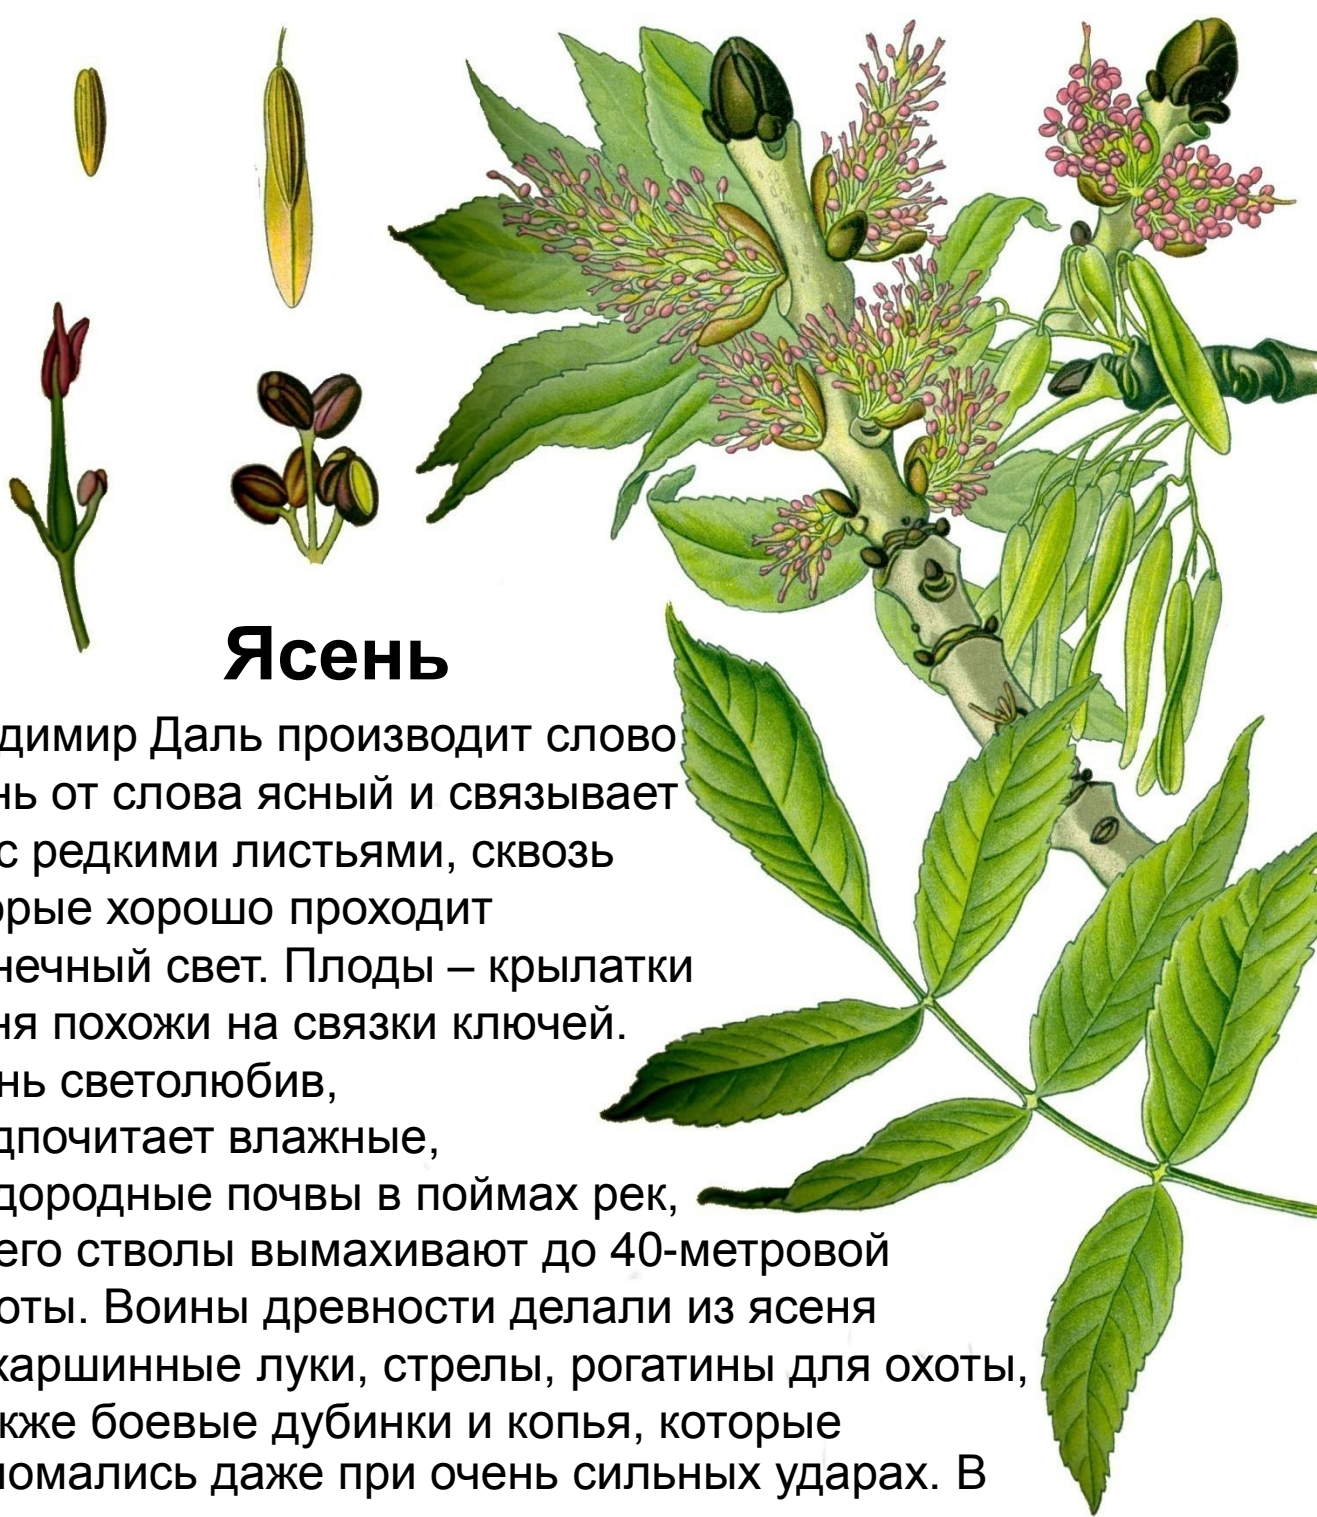 Ясень
димир Даль производит слово
нь от слова ясный и связывает
с редкими листьями, сквозь
орые хорошо проходит
нечный свет. Плоды – крылатки
ня похожи на связки ключей.
нь светолюбив,
дпочитает влажные,
дородные почвы в поймах рек,
его стволы вымахивают до 40-метровой
оты. Воины древности делали из ясеня
харшинные луки, стрелы, рогатины для охоты,
кже боевые дубинки и копья, которые
ломались даже при очень сильных ударах. В